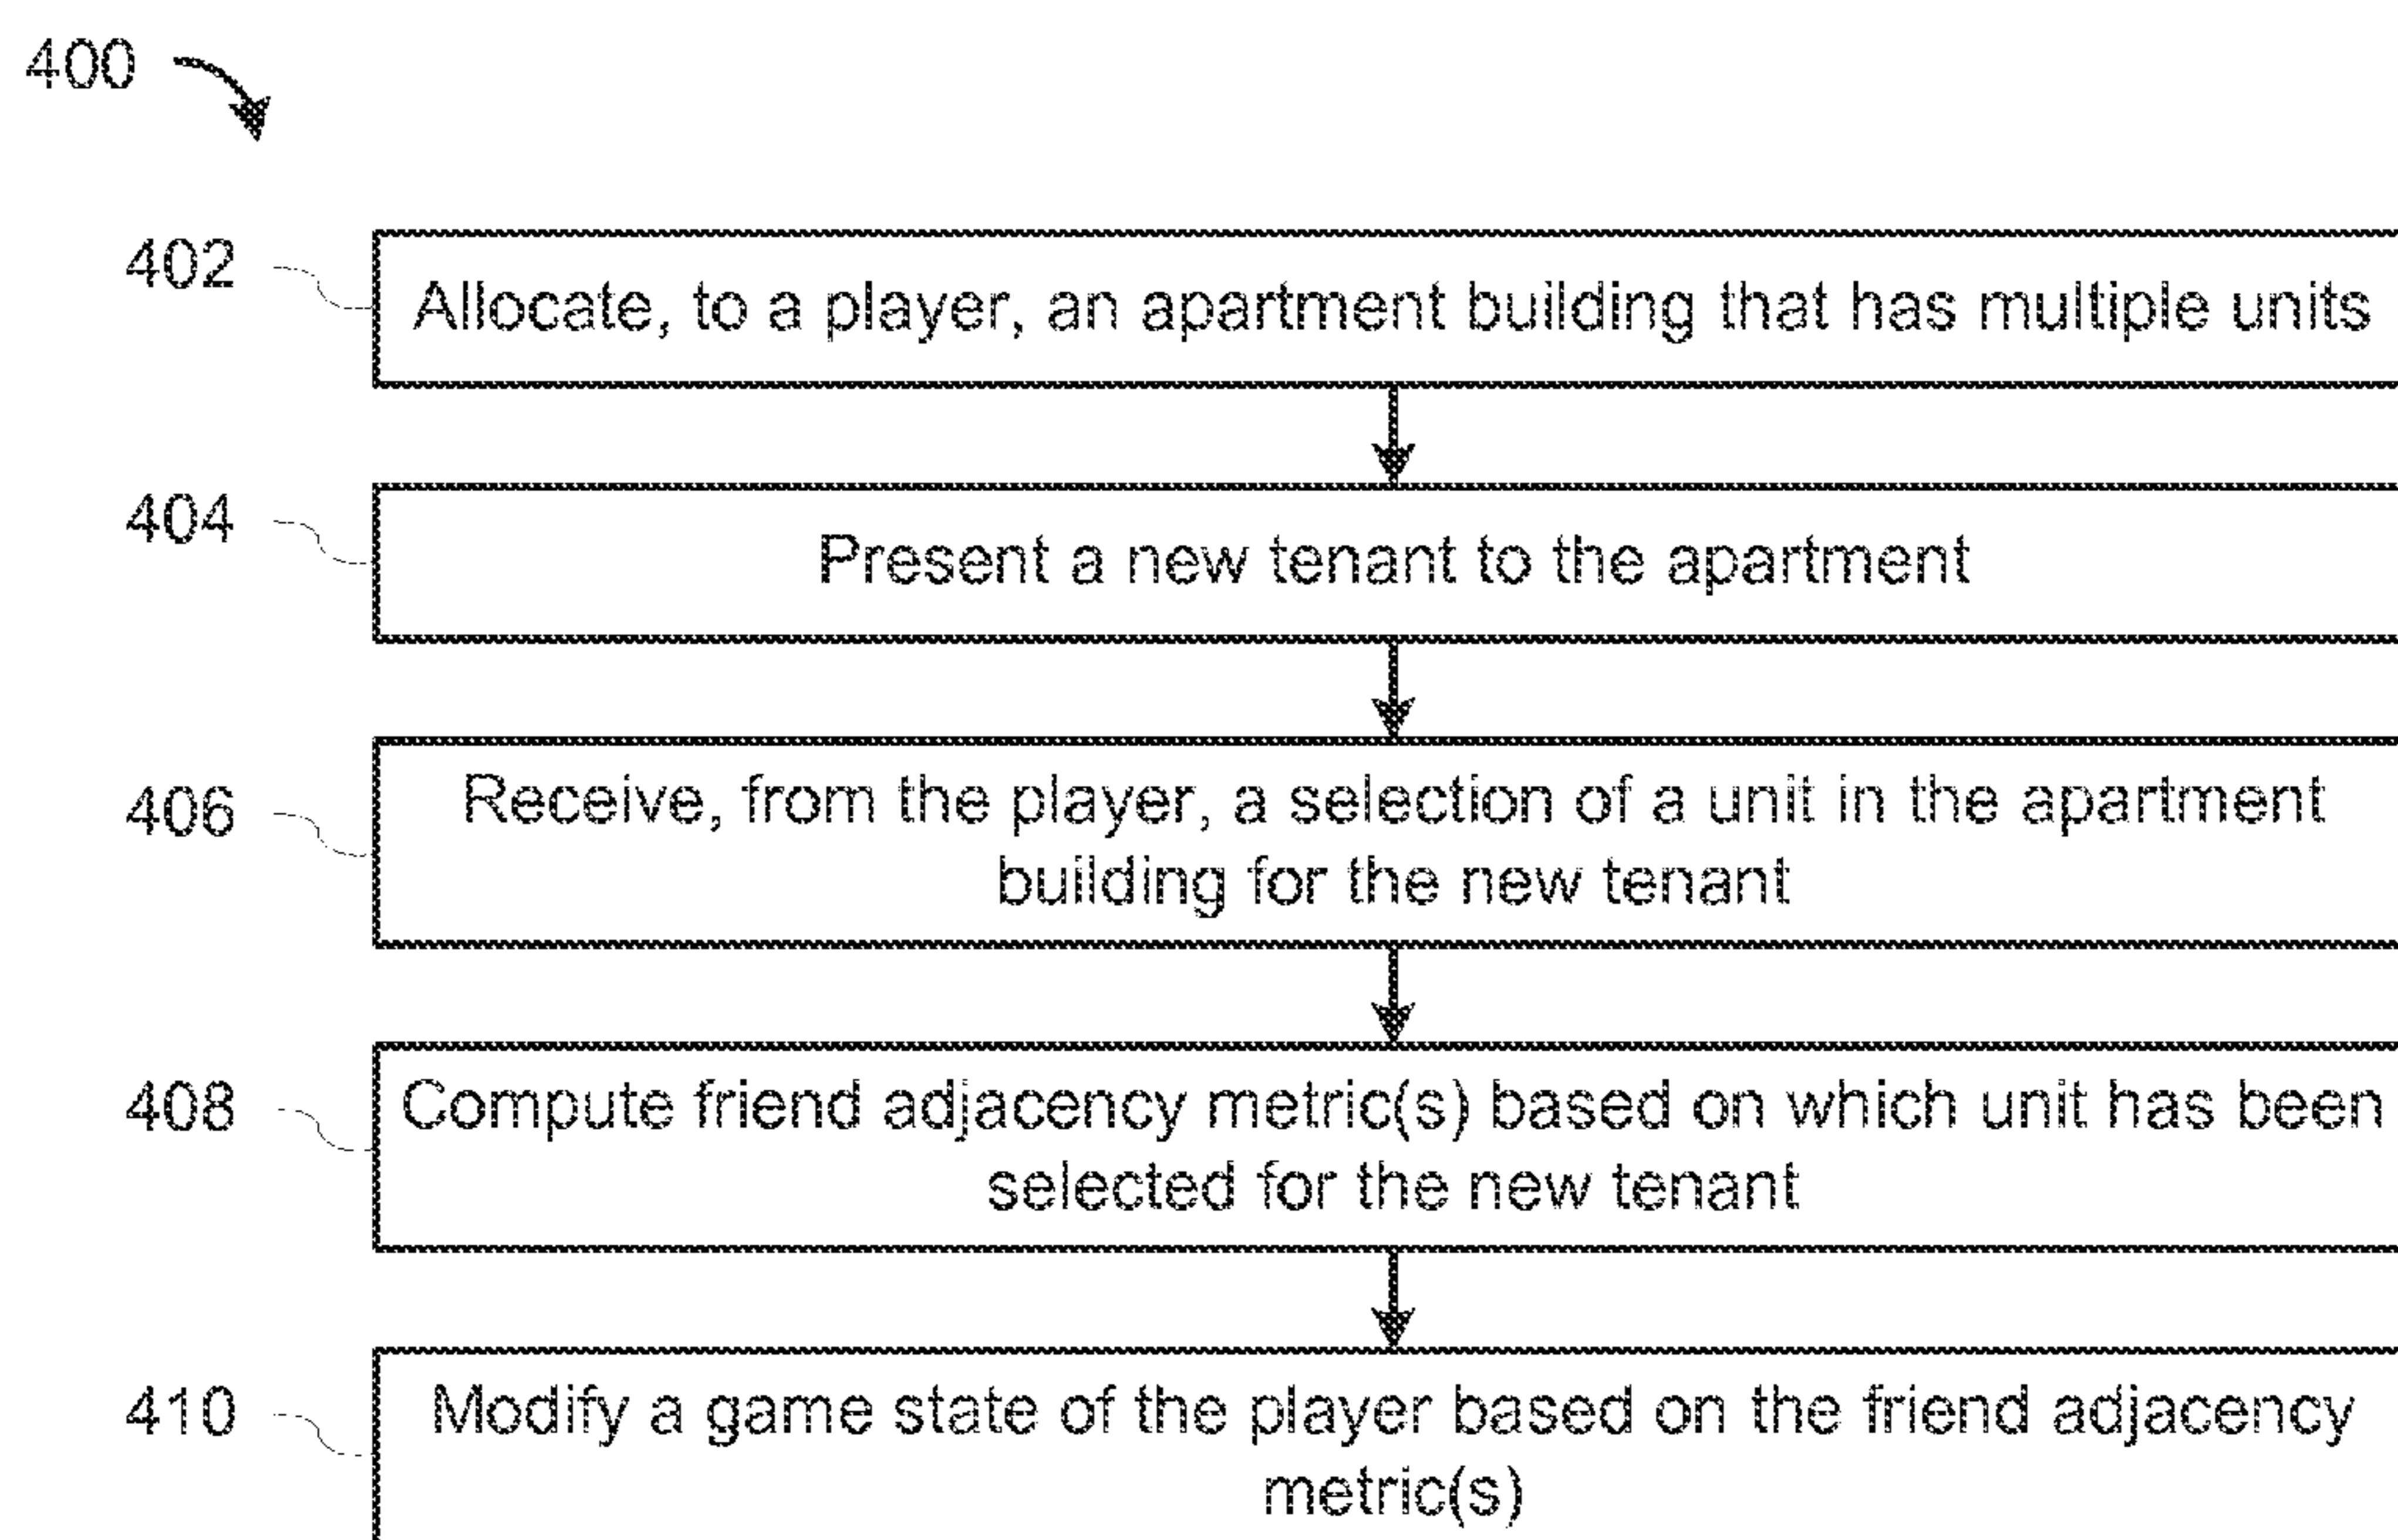 400
402
Allocate, to a player, an apartment building that has multiple units
404
Present a new tenant to the apartment
406
Receive, from the player, a selection of a unit in the apartment
building for the new tenant
408
Compute friend adjacency metric(s) based on which unit has been
selected for the new tenant
410
Modify a game state of the player based on the friend adjacency
metric(s)